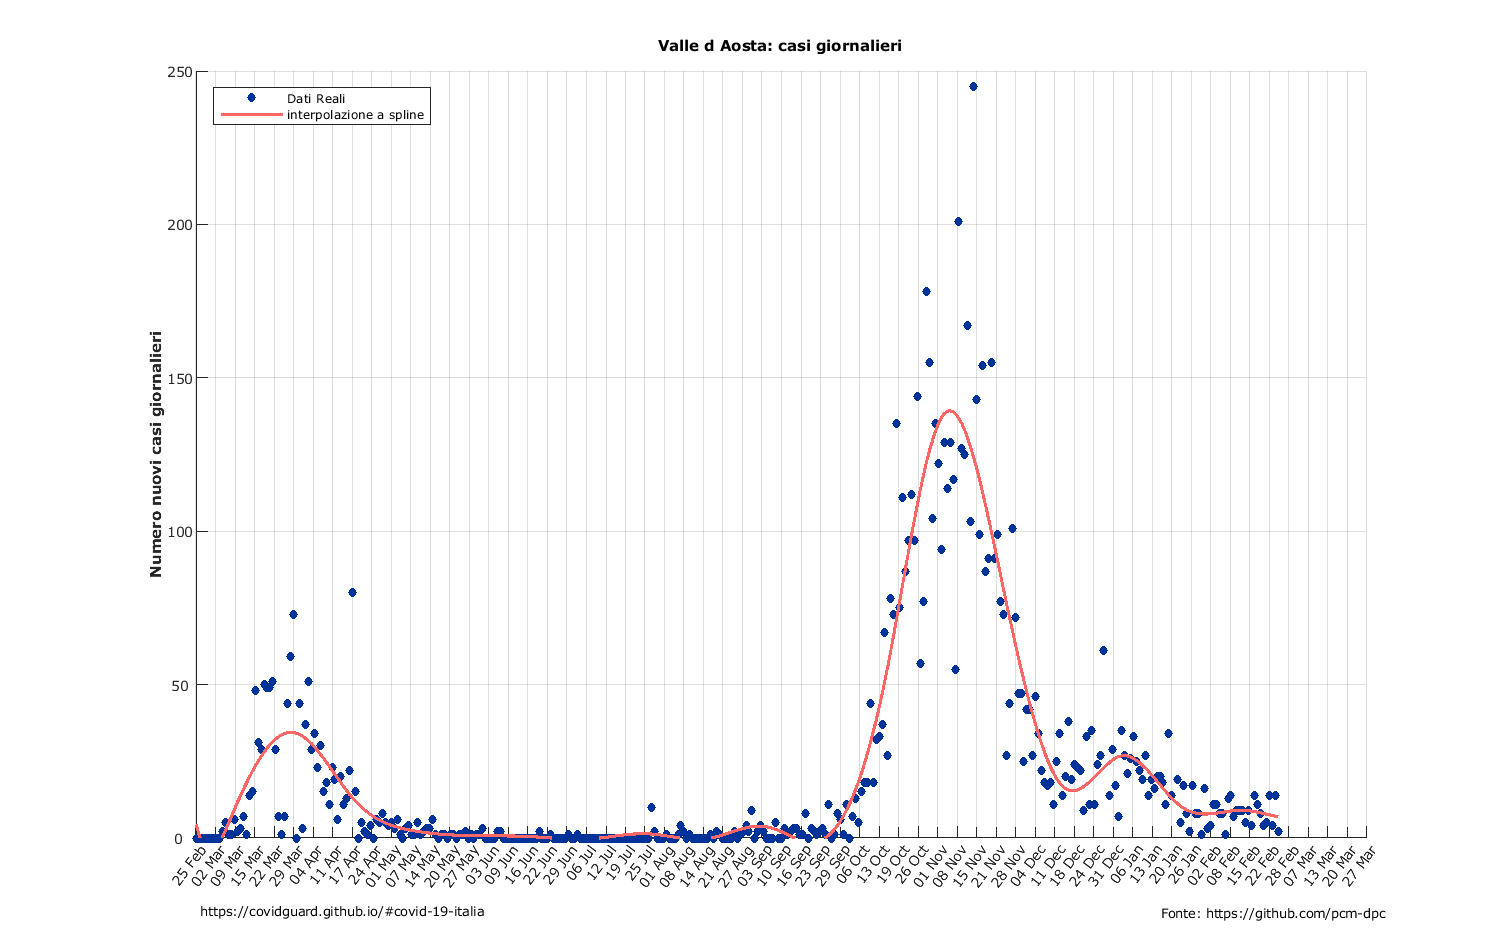 Valle d Aosta: casi giornalieri
250
Dati Reali
interpolazione a spline
200
150
100
50
0
Numero nuovi casi giornalieri
25 Feb
02 Mar
09 Mar
15 Mar
22 Mar
29 Mar
04 Apr
11 Apr
17 Apr
24 Apr
01 May
07 May
14 May
20 May
27 May
03 Jun
09 Jun
16 Jun
22 Jun
29 Jun
06 Jul
12 Jul
19 Jul
25 Jul
01 Aug
08 Aug
14 Aug
21 Aug
27 Aug
03 Sep
10 Sep
16 Sep
23 Sep
29 Sep
06 Oct
13 Oct
19 Oct
26 Oct
01 Nov
08 Nov
15 Nov
21 Nov
28 Nov
04 Dec
11 Dec
18 Dec
24 Dec
31 Dec
06 Jan
13 Jan
20 Jan
26 Jan
02 Feb
08 Feb
15 Feb
22 Feb
28 Feb
07 Mar
13 Mar
20 Mar
27 Mar
https://covidguard.github.io/#covid-19-italia
Fonte: https://github.com/pcm-dpc